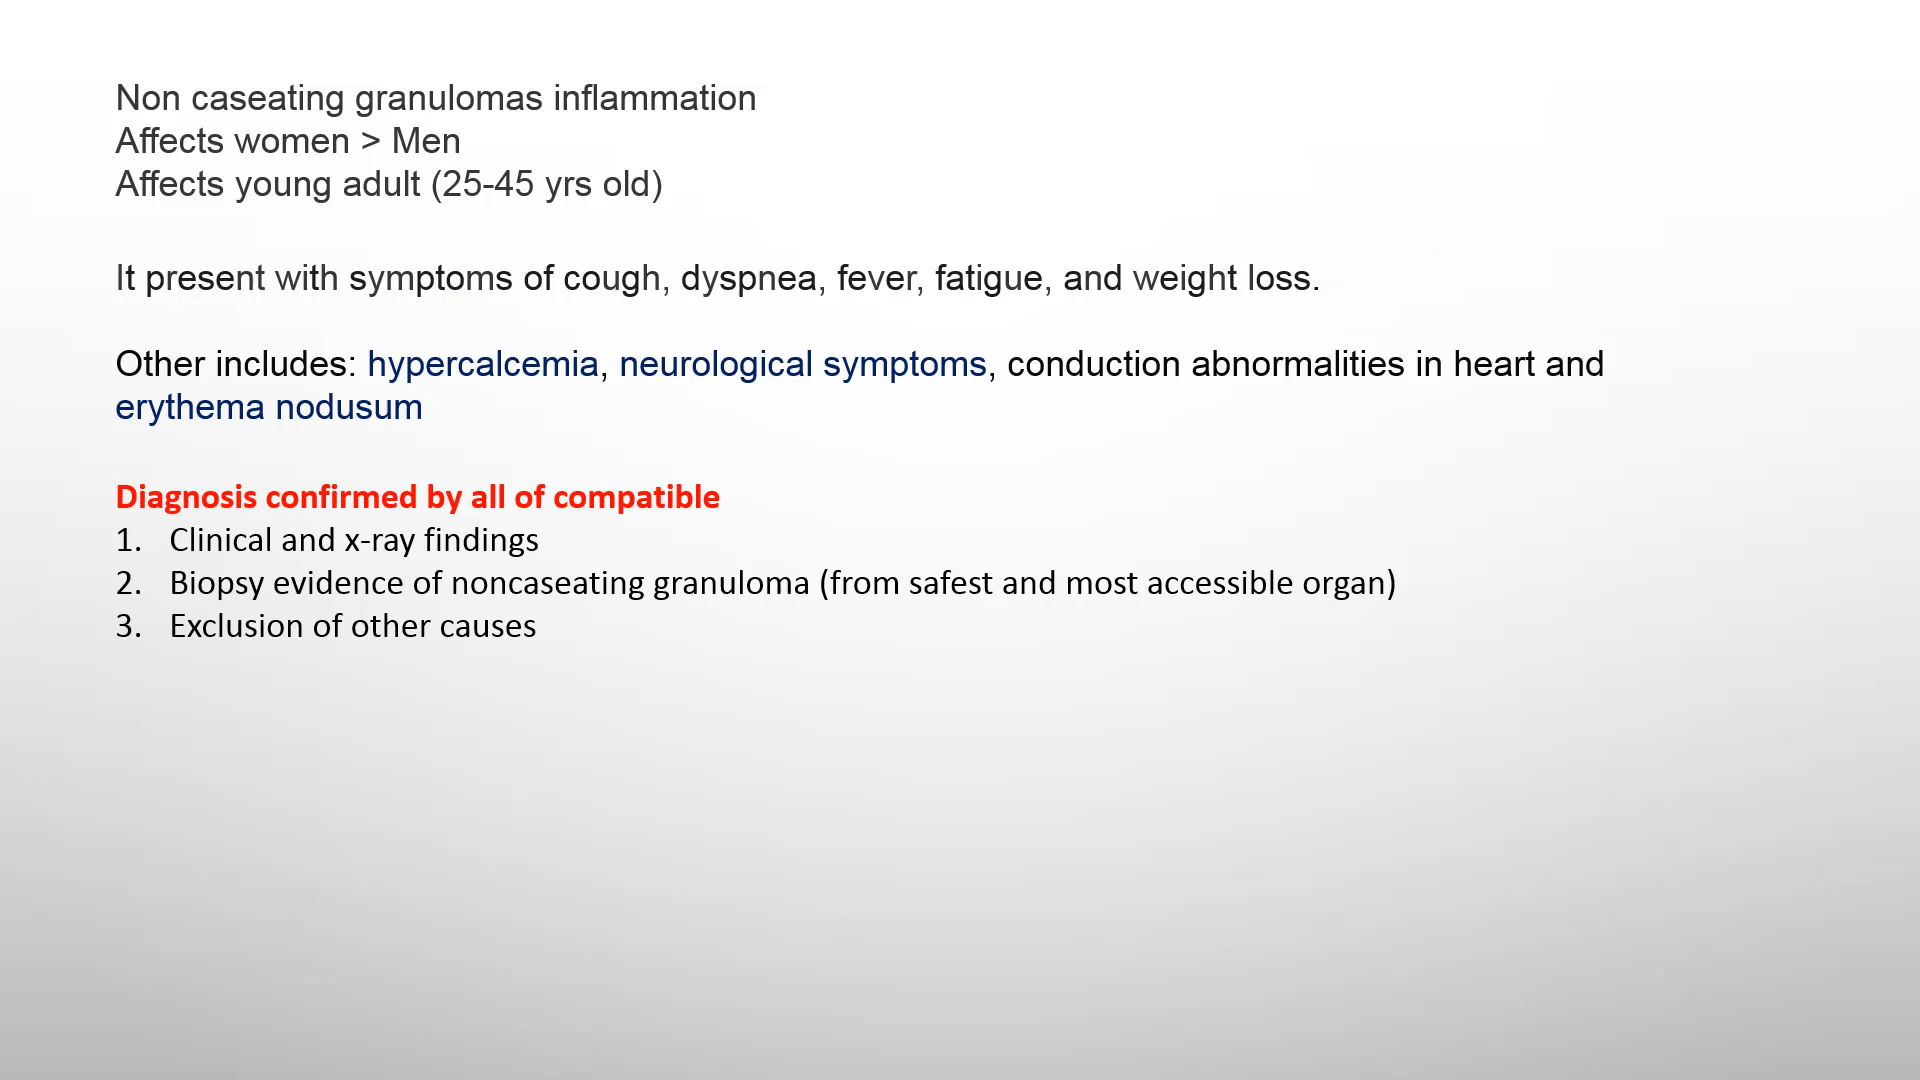 Non caseating granulomas inflammation
Affects women > Men
Affects young adult (25-45 yrs old)
It present with symptoms of cough, dyspnea, fever, fatigue, and weight loss.
Other includes: hypercalcemia, neurological symptoms, conduction abnormalities in heart and
erythema nodusum
Diagnosis confirmed by all of compatible
1. Clinical and x-ray findings
2. Biopsy evidence of noncaseating granuloma (from safest and most accessible organ)
3. Exclusion of other causes